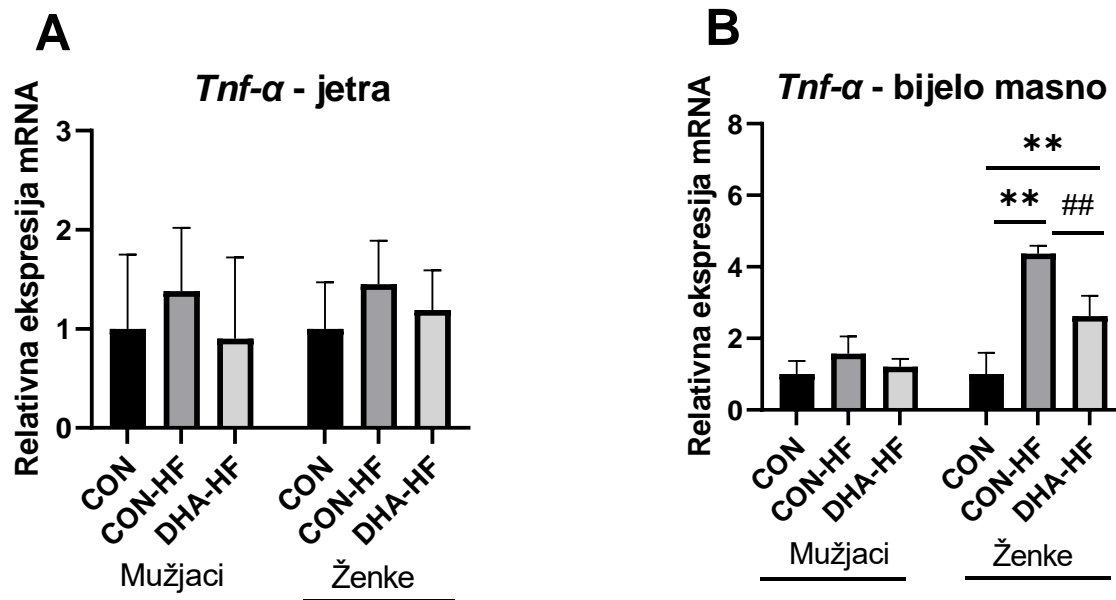 A
Tnf-α - jetra
Relativna ekspresija mRNA
3
2
1
0
CON
CON-HF
DHA-HF
CON
CON-HF
DHA-HF
Mužjaci
Ženke
B
Tnf-α - bijelo masno
Relativna ekspresija mRNA
8
6
4
2
0
**
**
##
CON
CON-HF
DHA-HF
CON
CON-HF
DHA-HF
Mužjaci
Ženke